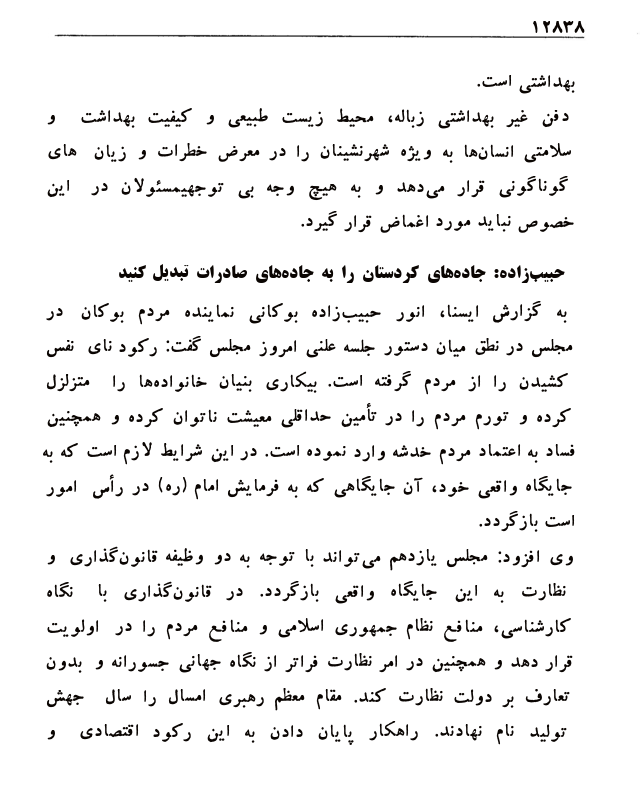 ۱۲۸۳۸
بهداشتی است.
دفن غیر بهداشتی زباله، محیط زیست طبیعی و کیفیت بهداشت و
سلامتی انسان‌ها به ویژه شهرنشینان را در معرض خطرات و زیان های
گوناگونی قرار می‌دهد و به هیچ وجه بی توجهیمسئولان در این
خصوص نباید مورد اغماض قرار گیرد.
حبیب‌زاده: جاده‌های کردستان را به جاده‌های صادرات تبدیل کنید
به گزارش ایسنا، انور حبیب‌زاده بوکانی نماینده مردم بوکان در
مجلس در نطق میان دستور جلسه علنی امروز مجلس گفت: رکود نای نفس
کشیدن را از مردم گرفته است. بیکاری بنیان خانواده‌ها را متزلزل
کرده و تورم مردم را در تأمین حداقلی معیشت ناتوان کرده و همچنین
فساد به اعتماد مردم خدشه وارد نموده است. در این شرایط لازم است که به
جایگاه واقعی خود، آن جایگاهی که به فرمایش امام (ره) در رأس امور
است بازگردد.
وی افزود: مجلس یازدهم می‌تواند با توجه به دو وظیفه قانون‌گذاری و
نظارت به این جایگاه واقعی بازگردد. در قانون‌گذاری با نگاه
کارشناسی، منافع نظام جمهوری اسلامی و منافع مردم را در اولویت
قرار دهد و همچنین در امر نظارت فراتر از نگاه جهانی جسورانه و بدون
تعارف بر دولت نظارت کند. مقام معظم رهبری امسال را سال جهش
تولید نام نهادند. راهکار پایان دادن به این رکود اقتصادی و